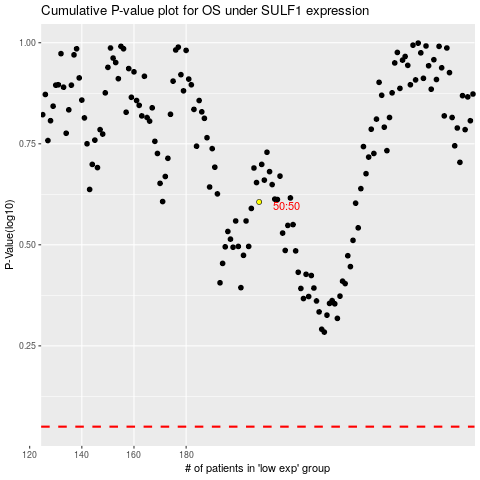 Cumulative P-value plot for OS under SULF1 expression
P-Value(log10)
1.00
0.75
0.50
0.25
50:50
120 140 160 180
# of patients in 'low exp' group